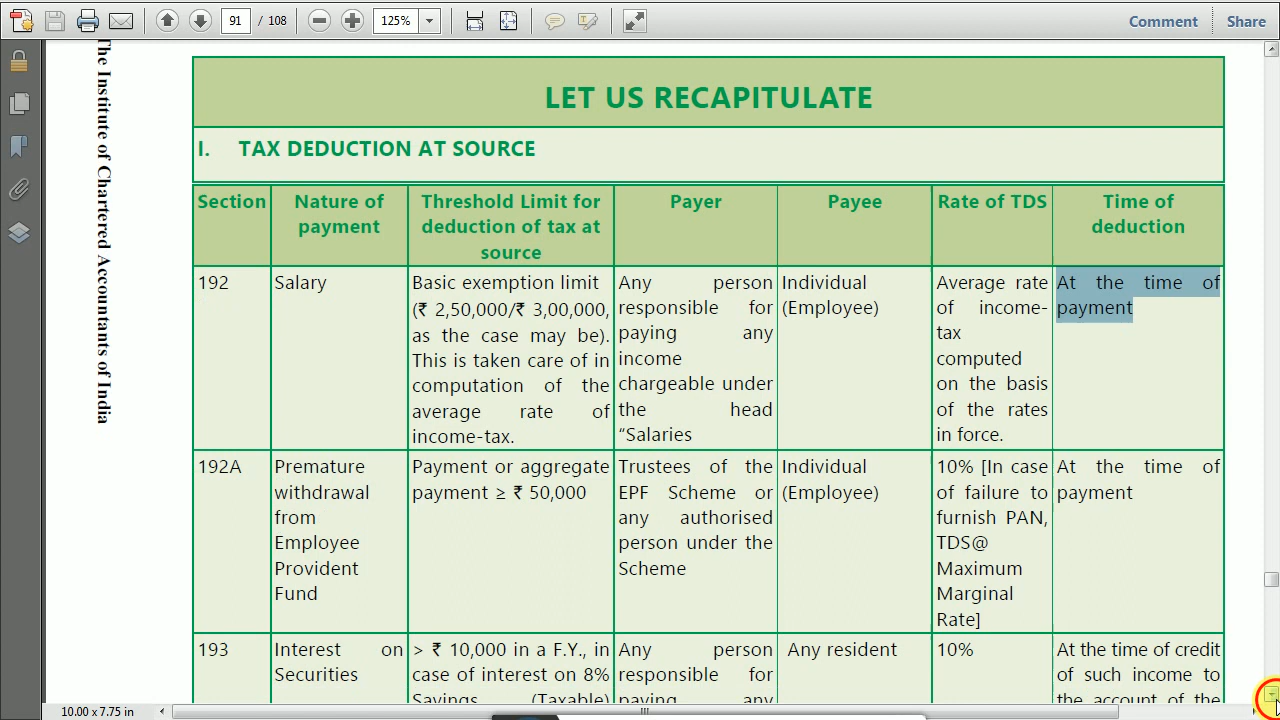 91 / 108
125%
Comment
Share
The Institute of Chartered Accountants of India
LET US RECAPITULATE
I. TAX DEDUCTION AT SOURCE
Section
Nature of
payment
Threshold Limit for
deduction of tax at
source
Payer
Payee
Rate of TDS
Time of
deduction
192
Salary
Basic exemption limit
(₹ 2,50,000/₹ 3,00,000,
as the case may be).
This is taken care of in
computation of the
average rate of
income-tax.
Any person
responsible for
paying any
income
chargeable under
the head
“Salaries
Individual
(Employee)
Average rate
of income-
tax
computed
on the basis
of the rates
in force.
At the time of
payment
192A
Premature
withdrawal
from
Employee
Provident
Fund
Payment or aggregate
payment ≥ ₹ 50,000
Trustees of the
EPF Scheme or
any authorised
person under the
Scheme
Individual
(Employee)
10% [In case
of failure to
furnish PAN,
TDS@
Maximum
Marginal
Rate]
At the time of
payment
193
Interest on
Securities
> ₹ 10,000 in a F.Y., in
case of interest on 8%
Savings (Taxable)
Any person
responsible for
paying any
Any resident
10%
At the time of credit
of such income to
the account of the
10.00 x 7.75 in